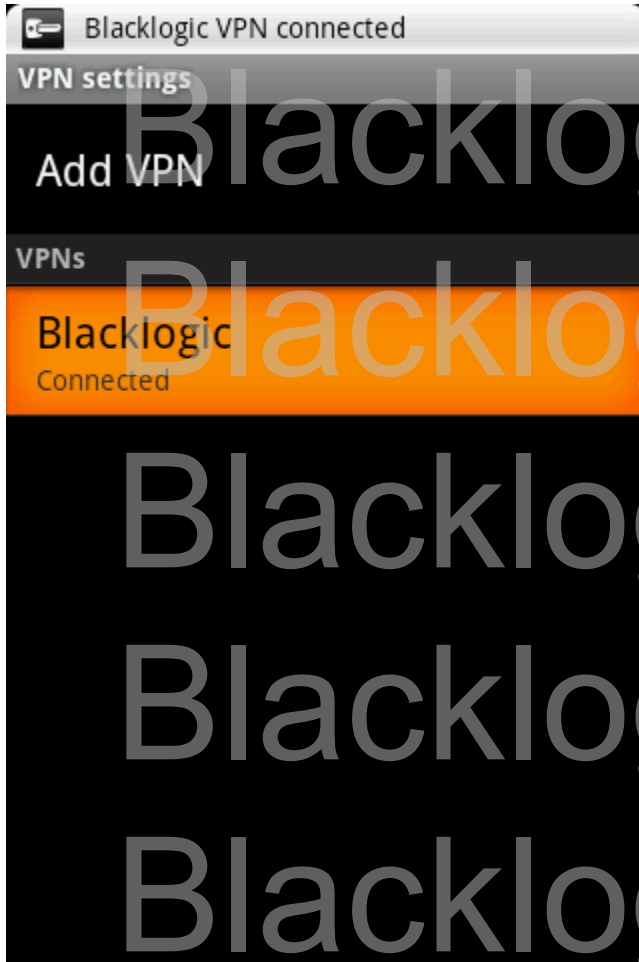 Blacklogic VPN connected
VPN settings
Add VPN
VPNs
Blacklogic
Connected